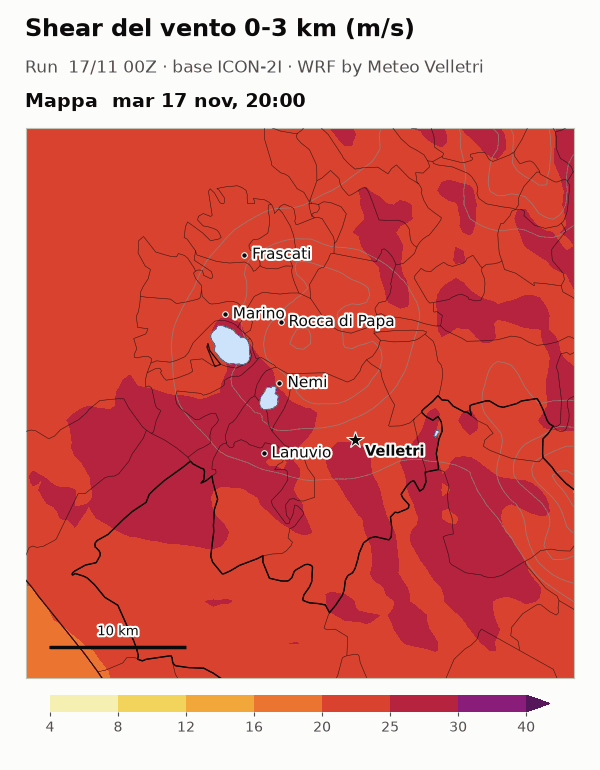 Shear del vento 0-3 km (m/s)
Run 17/11 00Z · base ICON-2I · WRF by Meteo Velletri
Mappa mar 17 nov, 20:00
Frascati
Marino
Rocca di Papa
Nemi
Velletri
Lanuvio
10 km
4 8 12 16 20 25 30 40